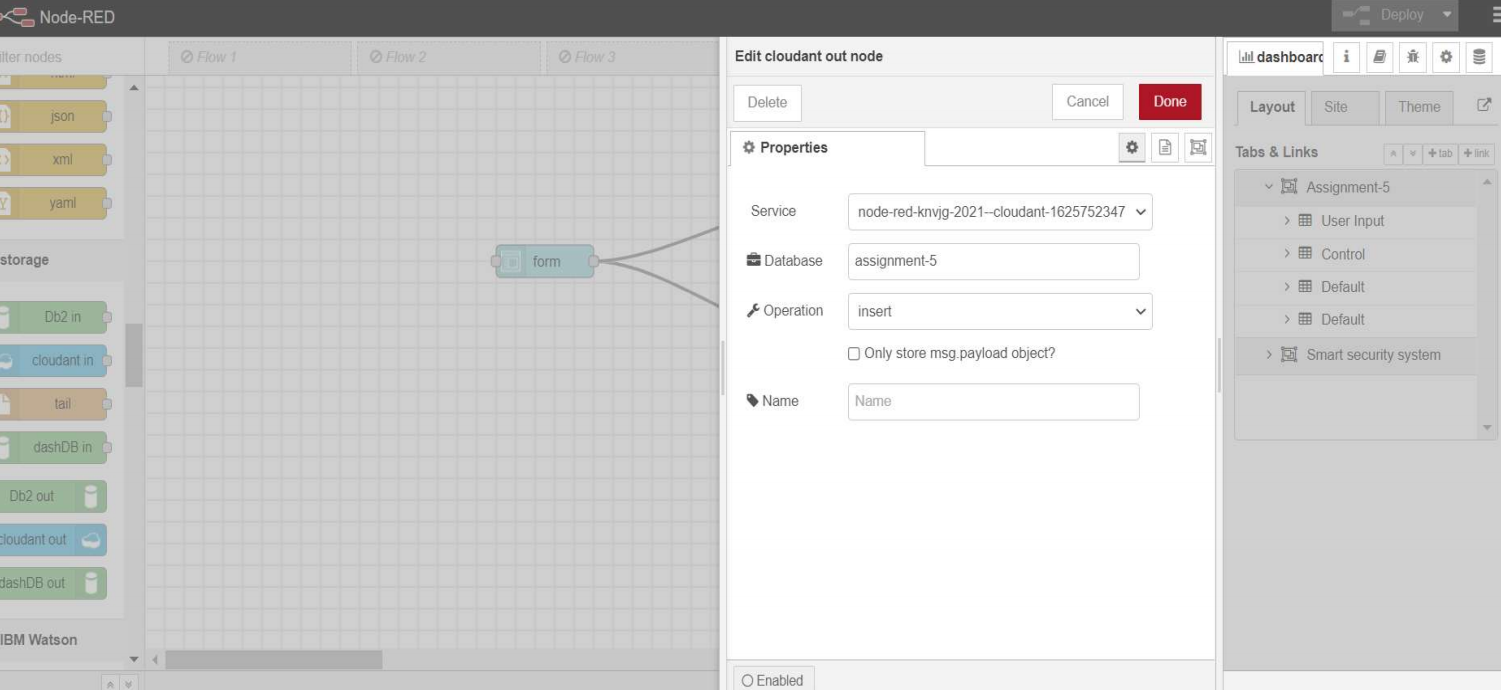 Node-RED
Deploy
filter nodes
Flow 1
Flow 2
Flow 3
Edit cloudant out node
dashboard
Delete
Cancel
Done
json
Layout
Site
Theme
Properties
xml
Tabs & Links
+ tab
+ link
yaml
Assignment-5
Service
node-red-knvjg-2021--cloudant-1625752347
User Input
storage
form
Database
assignment-5
Control
Default
Db2 in
Operation
insert
Default
cloudant in
Only store msg.payload object?
Smart security system
tail
Name
Name
dashDB in
Db2 out
cloudant out
dashDB out
IBM Watson
Enabled